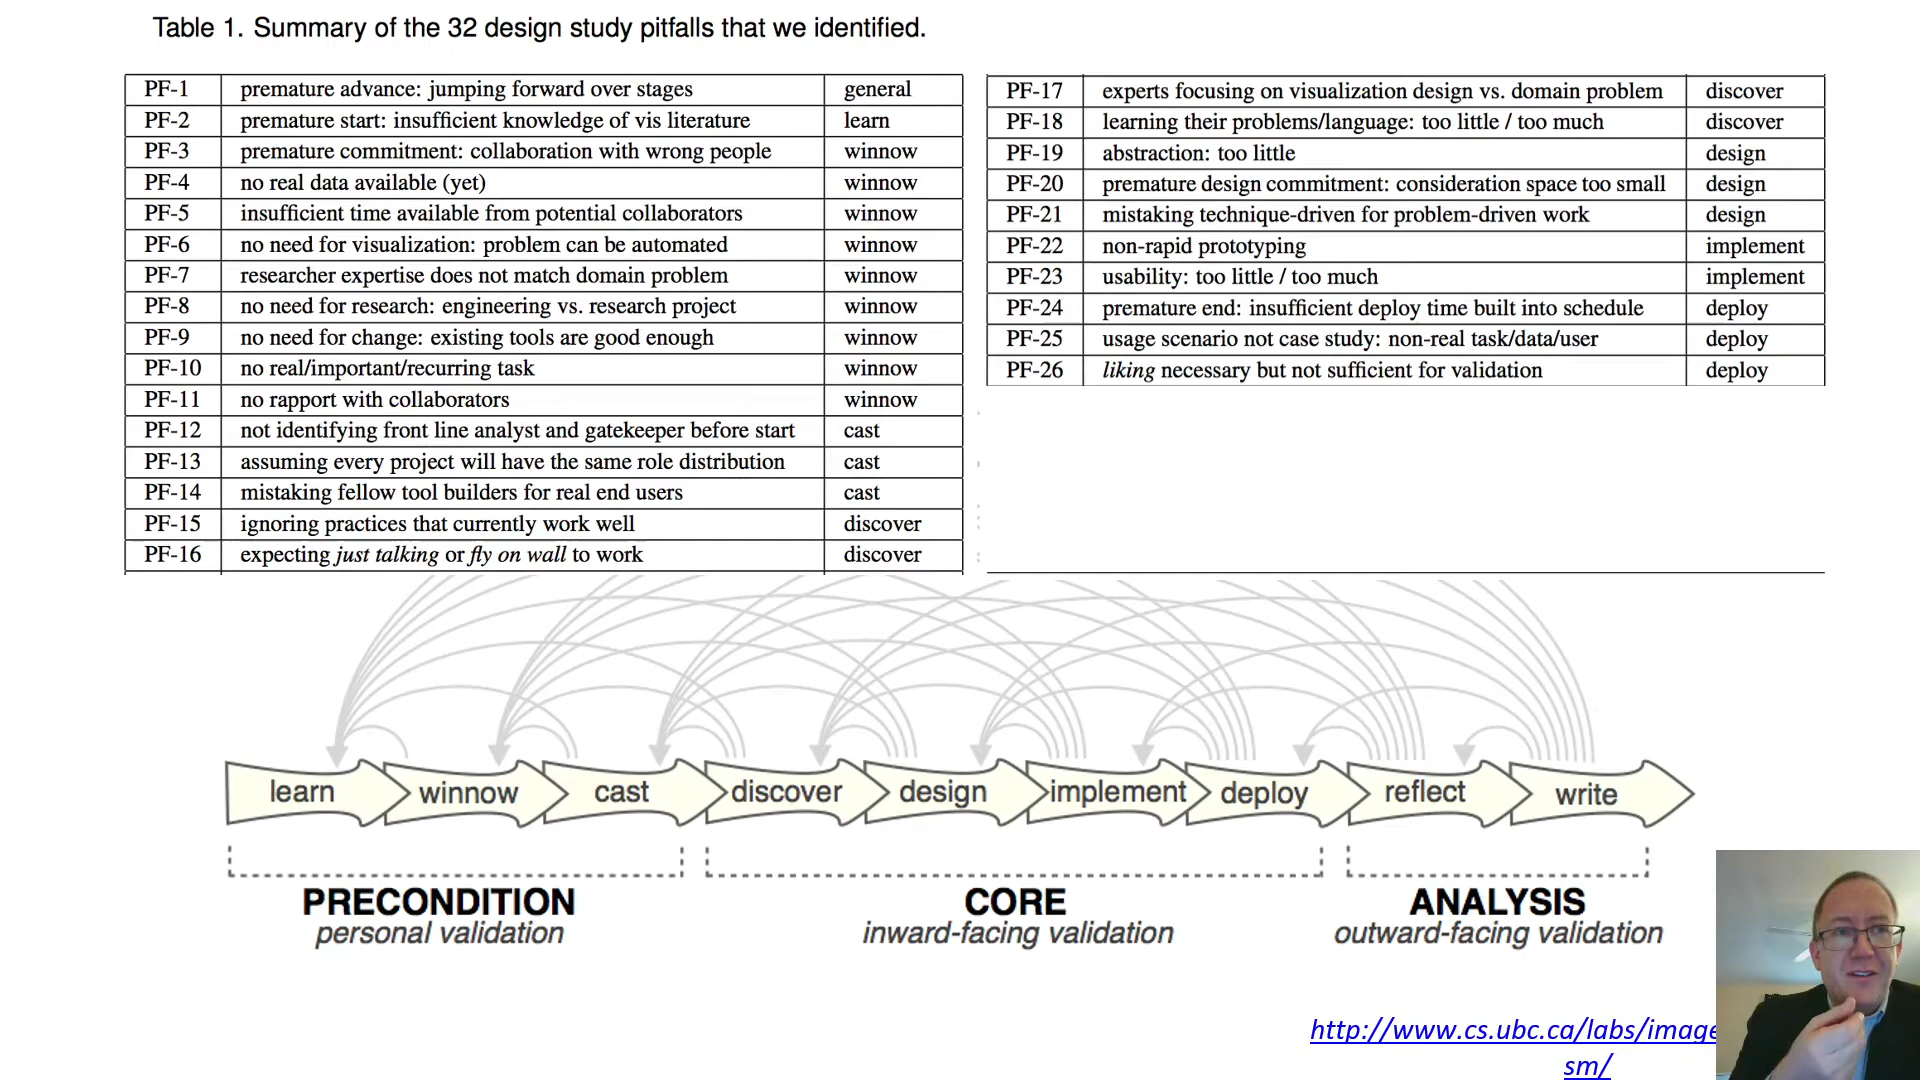 Table 1. Summary of the 32 design study pitfalls that we identified.
PF-1 premature advance: jumping forward over stages general
PF-2 premature start: insufficient knowledge of vis literature learn
PF-3 premature commitment: collaboration with wrong people winnow
PF-4 no real data available (yet) winnow
PF-5 insufficient time available from potential collaborators winnow
PF-6 no need for visualization: problem can be automated winnow
PF-7 researcher expertise does not match domain problem winnow
PF-8 no need for research: engineering vs. research project winnow
PF-9 no need for change: existing tools are good enough winnow
PF-10 no real/important/recurring task winnow
PF-11 no rapport with collaborators winnow
PF-12 not identifying front line analyst and gatekeeper before start cast
PF-13 assuming every project will have the same role distribution cast
PF-14 mistaking fellow tool builders for real end users cast
PF-15 ignoring practices that currently work well discover
PF-16 expecting just talking or fly on wall to work discover
PF-17 experts focusing on visualization design vs. domain problem discover
PF-18 learning their problems/language: too little / too much discover
PF-19 abstraction: too little design
PF-20 premature design commitment: consideration space too small design
PF-21 mistaking technique-driven for problem-driven work design
PF-22 non-rapid prototyping implement
PF-23 usability: too little / too much implement
PF-24 premature end: insufficient deploy time built into schedule deploy
PF-25 usage scenario not case study: non-real task/data/user deploy
PF-26 liking necessary but not sufficient for validation deploy
learn winnow cast discover design implement deploy reflect write
PRECONDITION CORE ANALYSIS
personal validation inward-facing validation outward-facing validation
http://www.cs.ubc.ca/labs/image
sm/